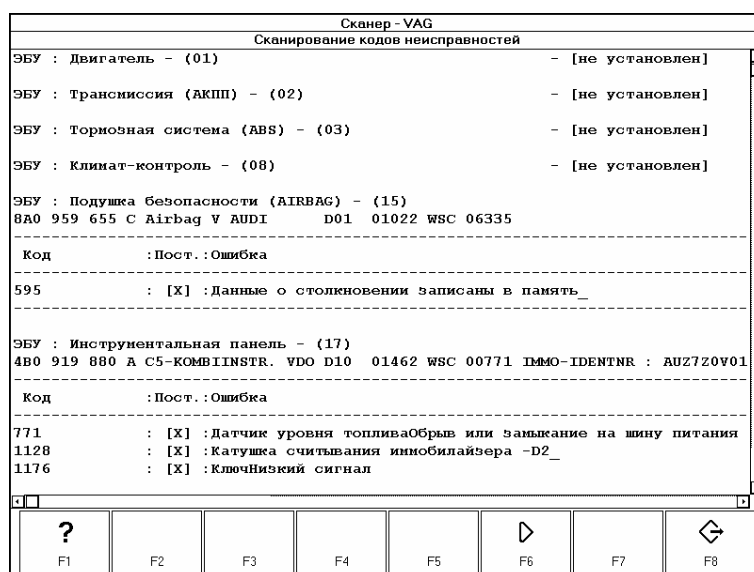 Сканер - VAG
Сканирование кодов неисправностей
ЭБУ : Двигатель - (01) - [не установлен]
ЭБУ : Трансмиссия (АКПП) - (02) - [не установлен]
ЭБУ : Тормозная система (ABS) - (03) - [не установлен]
ЭБУ : Климат-контроль - (08) - [не установлен]
ЭБУ : Подушка безопасности (AIRBAG) - (15)
8A0 959 655 C Airbag V AUDI D01 01022 WSC 06335
Код :Пост.:Ошибка
595 : [X] :Данные о столкновении записаны в память_
ЭБУ : Инструментальная панель - (17)
4B0 919 880 A C5-KOMBIINSTR. VDO D10 01462 WSC 00771 IMMO-IDENTNR : AUZ7Z0V01
Код :Пост.:Ошибка
771 : [X] :Датчик уровня топливаОбрыв или замыкание на шину питания
1128 : [X] :Катушка считывания иммобилайзера -D2_
1176 : [X] :КлючНизкий сигнал
?
F1 F2 F3 F4 F5 F6 F7 F8